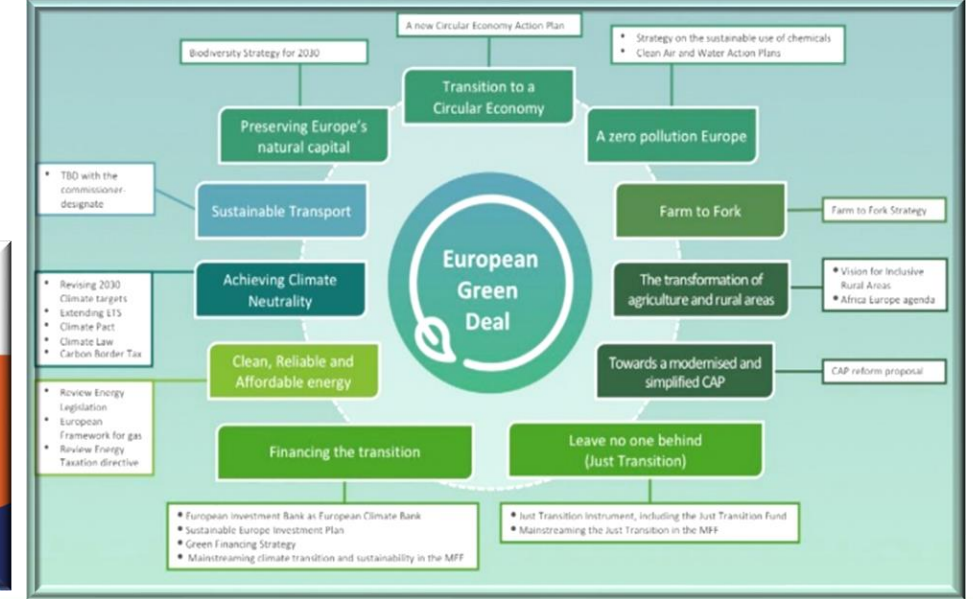 A new Circular Economy Action Plan
Biodiversity Strategy for 2030
• Strategy on the sustainable use of chemicals
• Clean Air and Water Action Plans
Transition to a
Circular Economy
Preserving Europe's
natural capital
A zero pollution Europe
• TBD with the
commissioner-
designate
Sustainable Transport
Farm to Fork
Farm to Fork Strategy
European
Green
Deal
Achieving Climate
Neutrality
• Revising 2030
Climate targets
• Extending ETS
• Climate Pact
• Climate Law
• Carbon Border Tax
The transformation of
agriculture and rural areas
• Vision for Inclusive
Rural Areas
• Africa Europe agenda
Clean, Reliable and
Affordable energy
• Review Energy
Legislation
• European
Framework for gas
• Review Energy
Taxation directive
Towards a modernised and
simplified CAP
CAP reform proposal
Financing the transition
Leave no one behind
(Just Transition)
• European Investment Bank as European Climate Bank
• Sustainable Europe Investment Plan
• Green Financing Strategy
• Mainstreaming climate transition and sustainability in the MFF
• Just Transition Instrument, including the Just Transition Fund
• Mainstreaming the Just Transition in the MFF